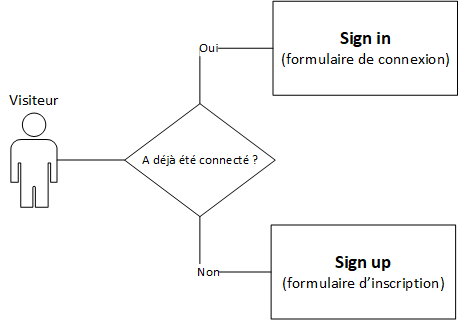 Visiteur
A déjà été connecté ?
Oui
Sign in
(formulaire de connexion)
Non
Sign up
(formulaire d'inscription)